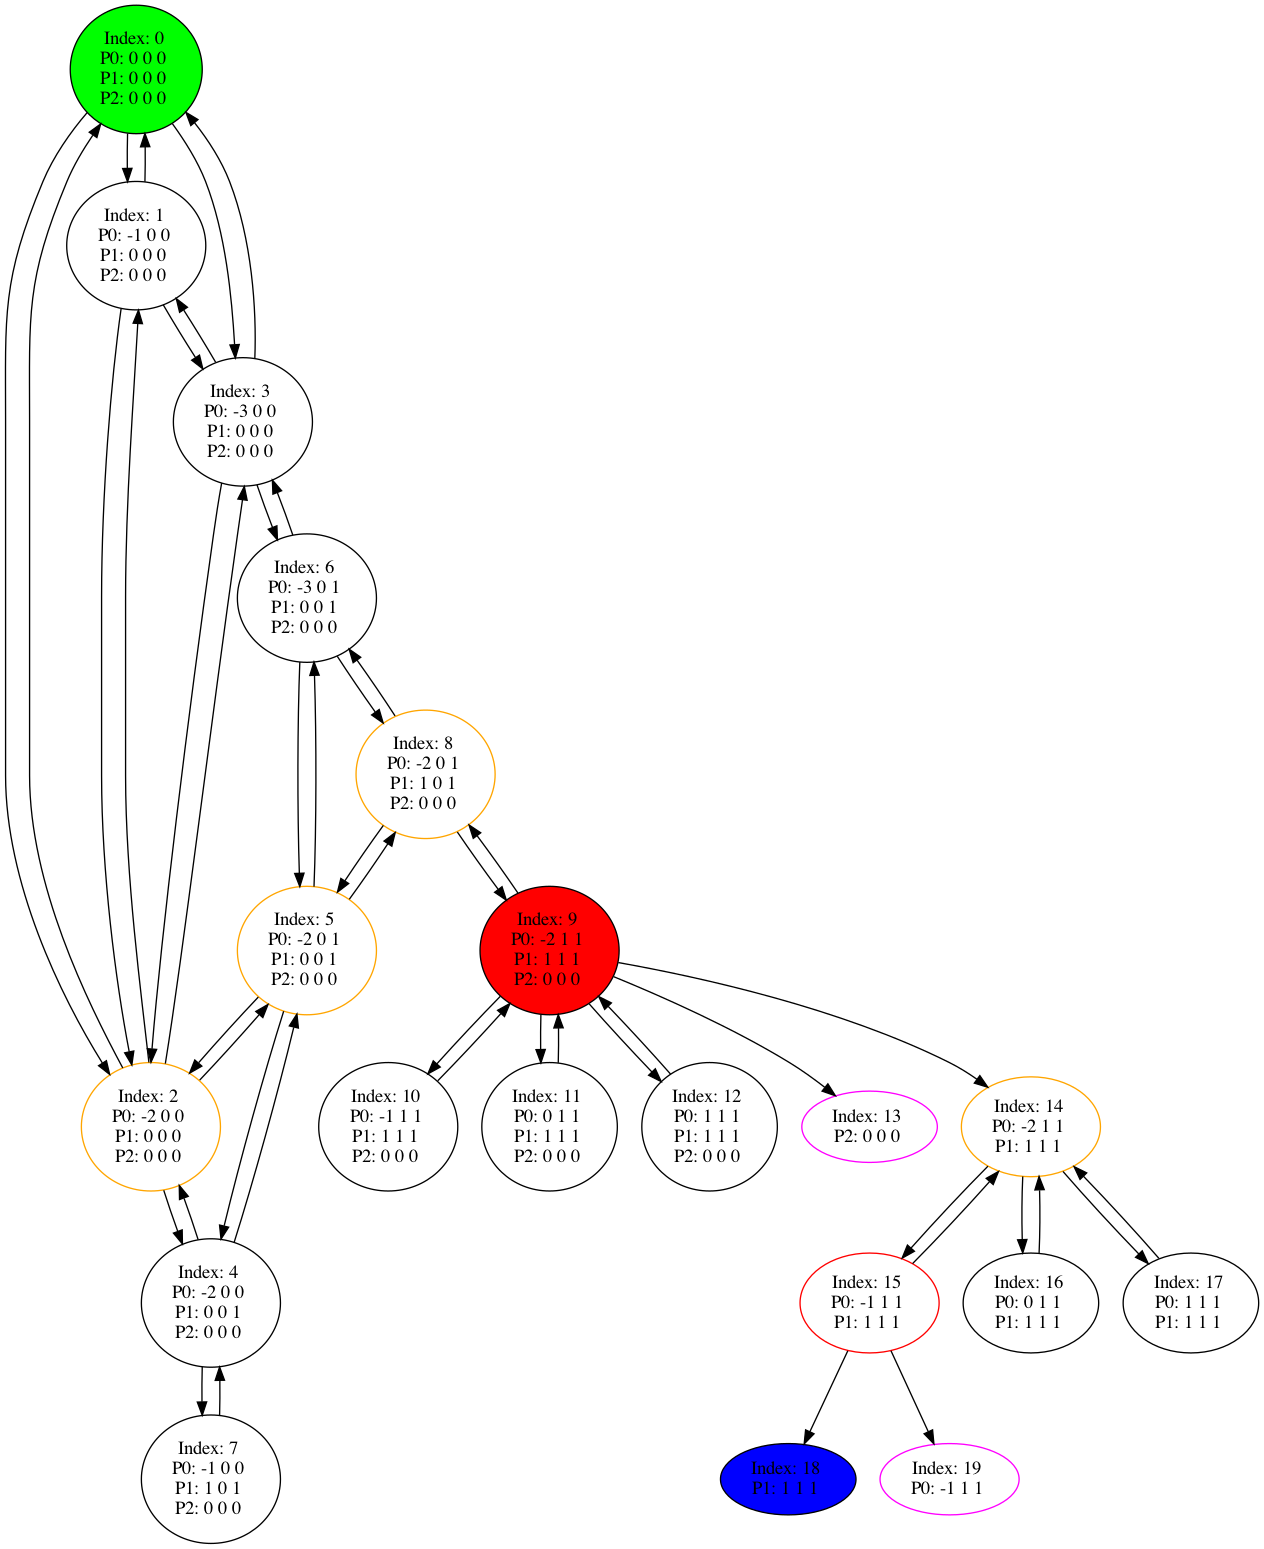 Index: 0
P0: 0 0 0
P1: 0 0 0
P2: 0 0 0
Index: 1
P0: -1 0 0
P1: 0 0 0
P2: 0 0 0
Index: 3
P0: -3 0 0
P1: 0 0 0
P2: 0 0 0
Index: 6
P0: -3 0 1
P1: 0 0 1
P2: 0 0 0
Index: 8
P0: -2 0 1
P1: 1 0 1
P2: 0 0 0
Index: 5
P0: -2 0 1
P1: 0 0 1
P2: 0 0 0
Index: 9
P0: -2 1 1
P1: 1 1 1
P2: 0 0 0
Index: 2
P0: -2 0 0
P1: 0 0 0
P2: 0 0 0
Index: 10
P0: -1 1 1
P1: 1 1 1
P2: 0 0 0
Index: 11
P0: 0 1 1
P1: 1 1 1
P2: 0 0 0
Index: 12
P0: 1 1 1
P1: 1 1 1
P2: 0 0 0
Index: 13
P2: 0 0 0
Index: 14
P0: -2 1 1
P1: 1 1 1
Index: 4
P0: -2 0 0
P1: 0 0 1
P2: 0 0 0
Index: 15
P0: -1 1 1
P1: 1 1 1
Index: 16
P0: 0 1 1
P1: 1 1 1
Index: 17
P0: 1 1 1
P1: 1 1 1
Index: 7
P0: -1 0 0
P1: 1 0 1
P2: 0 0 0
Index: 18
P1: 1 1 1
Index: 19
P0: -1 1 1